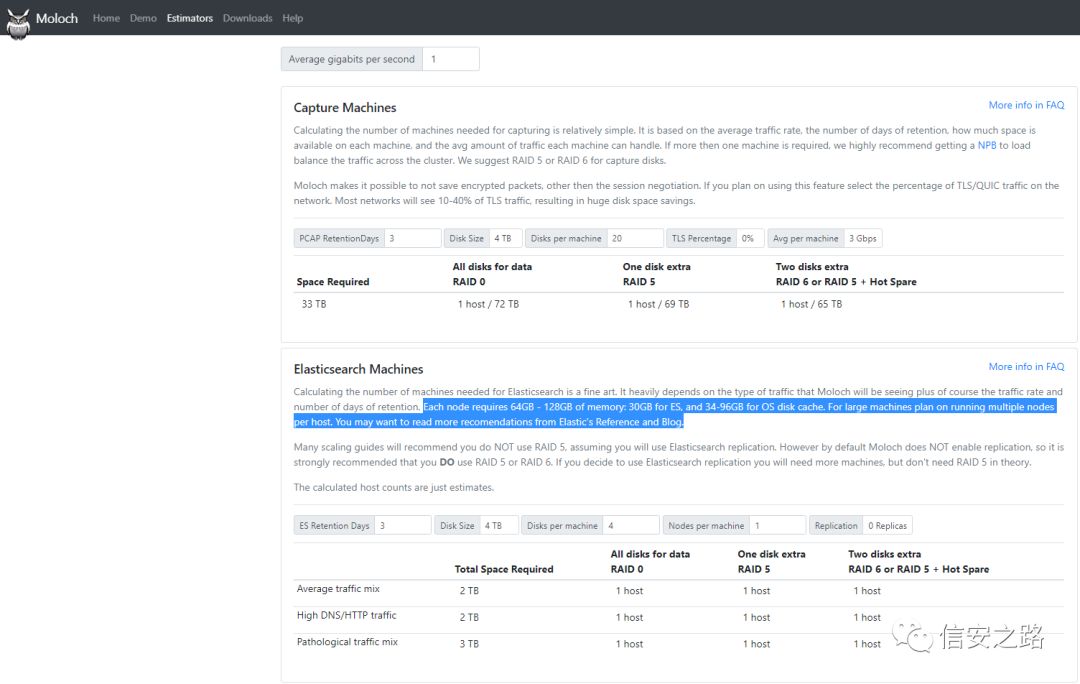 Moloch Home Demo Estimators Downloads Help
Average gigabits per second 1
Capture Machines
More info in FAQ
Calculating the number of machines needed for capturing is relatively simple. It is based on the average traffic rate, the number of days of retention, how much space is
available on each machine, and the avg amount of traffic each machine can handle. If more then one machine is required, we highly recommend getting a NPB to load
balance the traffic across the cluster. We suggest RAID 5 or RAID 6 for capture disks.
Moloch makes it possible to not save encrypted packets, other then the session negotiation. If you plan on using this feature select the percentage of TLS/QUIC traffic on the
network. Most networks will see 10-40% of TLS traffic, resulting in huge disk space savings.
PCAP RetentionDays 3 Disk Size 4 TB Disks per machine 20 TLS Percentage 0% Avg per machine 3 Gbps
All disks for data One disk extra Two disks extra
Space Required RAID 0 RAID 5 RAID 6 or RAID 5 + Hot Spare
33 TB 1 host / 72 TB 1 host / 69 TB 1 host / 65 TB
Elasticsearch Machines
More info in FAQ
Calculating the number of machines needed for Elasticsearch is a fine art. It heavily depends on the type of traffic that Moloch will be seeing plus of course the traffic rate and
number of days of retention. Each node requires 64GB - 128GB of memory: 30GB for ES, and 34-96GB for OS disk cache. For large machines plan on running multiple nodes
per host. You may want to read more recomendations from Elastic's Reference and Blog.
Many scaling guides will recommend you do NOT use RAID 5, assuming you will use Elasticsearch replication. However by default Moloch does NOT enable replication, so it is
strongly recommended that you DO use RAID 5 or RAID 6. If you decide to use Elasticsearch replication you will need more machines, but don't need RAID 5 in theory.
The calculated host counts are just estimates.
ES Retention Days 3 Disk Size 4 TB Disks per machine 4 Nodes per machine 1 Replication 0 Replicas
All disks for data One disk extra Two disks extra
Total Space Required RAID 0 RAID 5 RAID 6 or RAID 5 + Hot Spare
Average traffic mix 2 TB 1 host 1 host 1 host
High DNS/HTTP traffic 2 TB 1 host 1 host 1 host
Pathological traffic mix 3 TB 1 host 1 host 1 host
信安之路